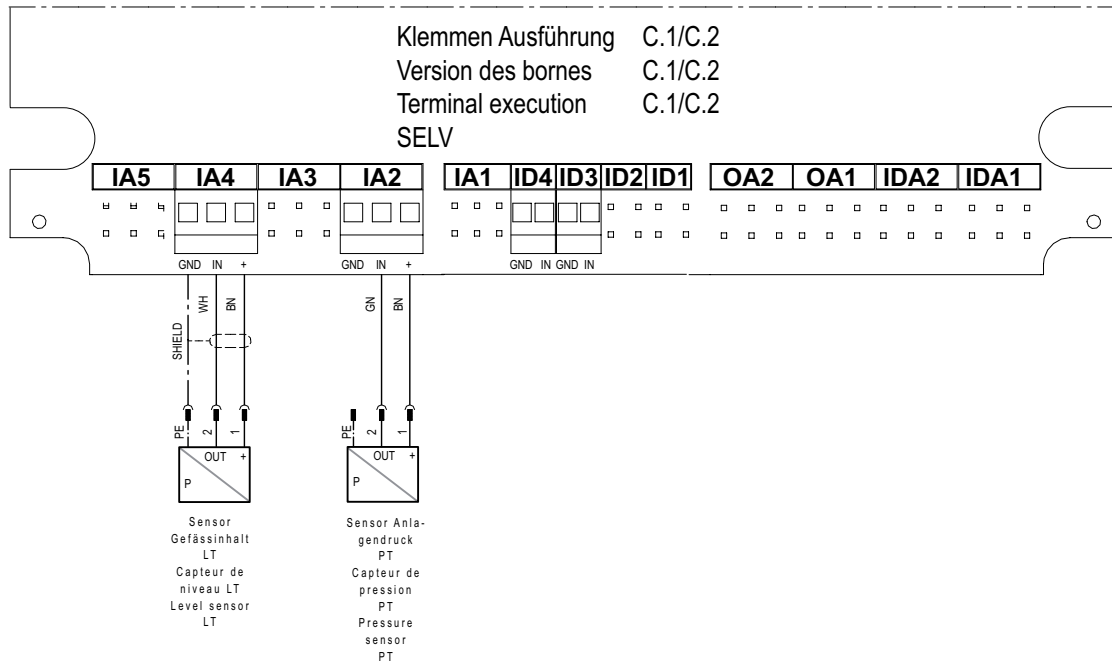 Klemmen Ausführung C.1/C.2
Version des bornes C.1/C.2
Terminal execution C.1/C.2
SELV
IA5 IA4 IA3 IA2 IA1 ID4 ID3 ID2 ID1 OA2 OA1 IDA2 IDA1
GND IN + GND IN + GND IN GND IN
SHIELD WH BN GN BN
PE 2 1 PE 2 1
OUT + OUT +
P P
Sensor
Gefässinhalt
LT
Capteur de
niveau LT
Level sensor
LT
Sensor Anla-
gendruck
PT
Capteur de
pression
PT
Pressure
sensor
PT